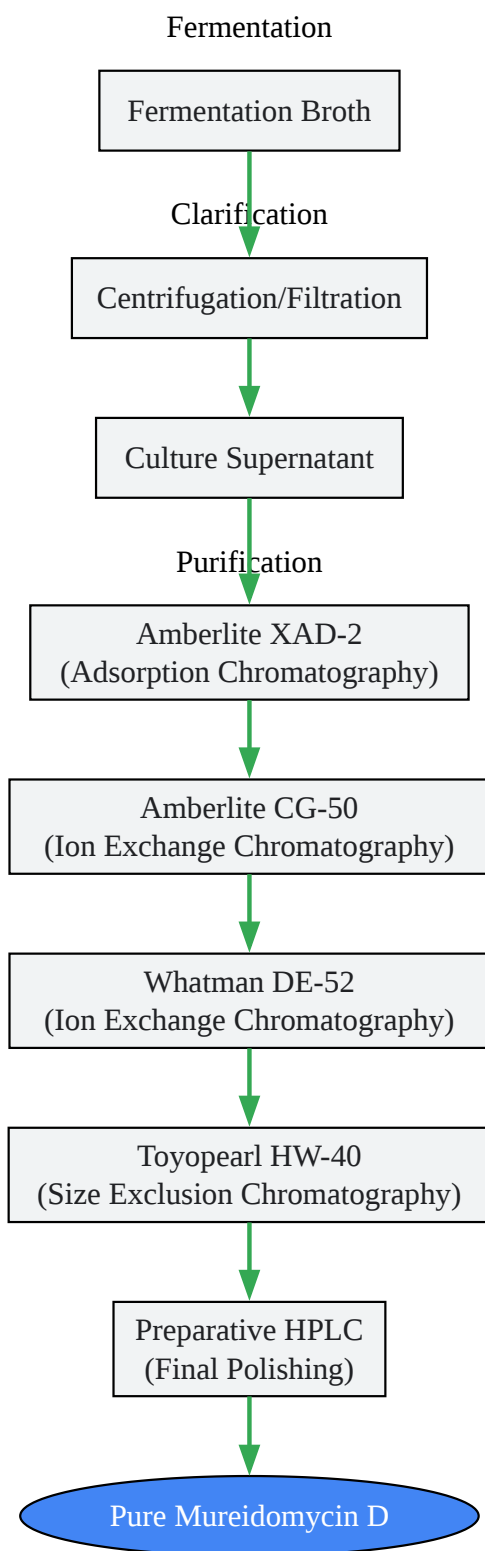 Fermentation
Fermentation Broth
Clarification
Centrifugation/Filtration
Culture Supernatant
Purification
Amberlite XAD-2
(Adsorption Chromatography)
Amberlite CG-50
(Ion Exchange Chromatography)
Whatman DE-52
(Ion Exchange Chromatography)
Toyopearl HW-40
(Size Exclusion Chromatography)
Preparative HPLC
(Final Polishing)
Pure Mureidomycin D